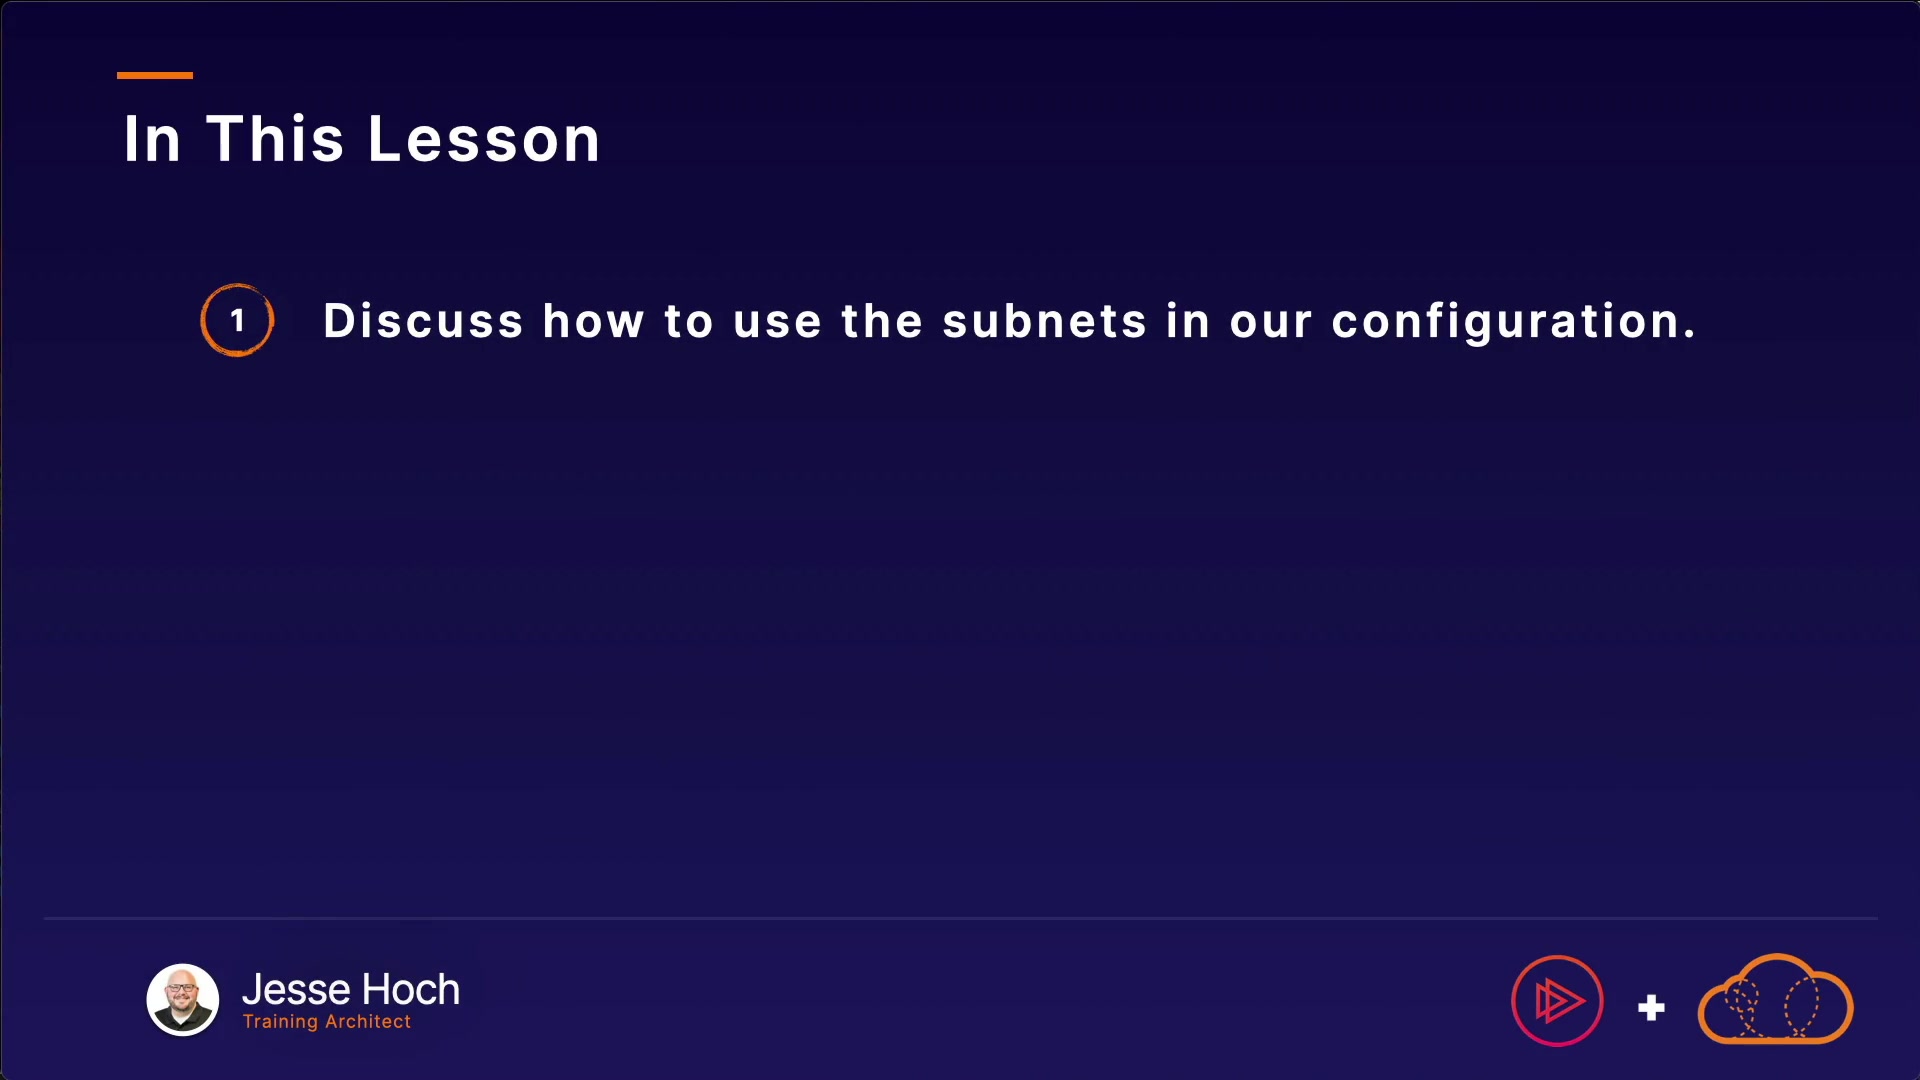 In This Lesson
1 Discuss how to use the subnets in our configuration.
Jesse Hoch
Training Architect